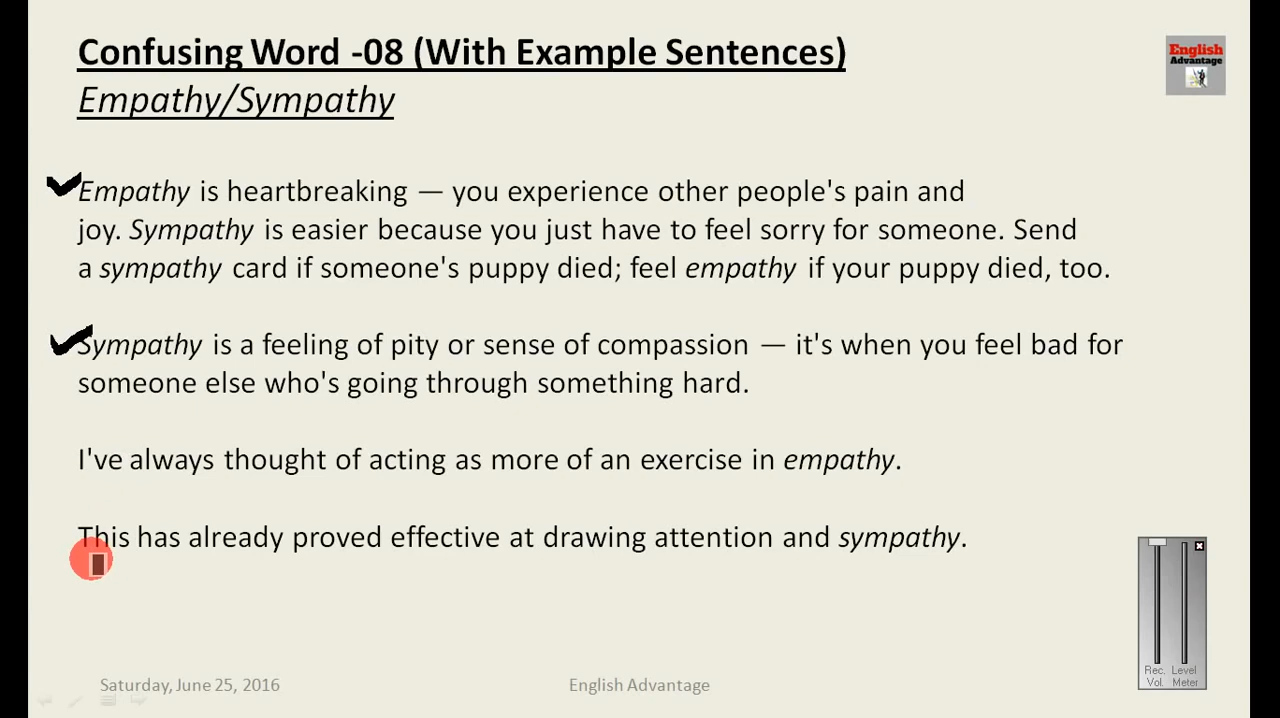 Confusing Word -08 (With Example Sentences)
Empathy/Sympathy
English
Advantage
Empathy is heartbreaking — you experience other people's pain and
joy. Sympathy is easier because you just have to feel sorry for someone. Send
a sympathy card if someone's puppy died; feel empathy if your puppy died, too.
Sympathy is a feeling of pity or sense of compassion — it's when you feel bad for
someone else who's going through something hard.
I've always thought of acting as more of an exercise in empathy.
This has already proved effective at drawing attention and sympathy.
Rec. Level
Vol. Meter
Saturday, June 25, 2016
English Advantage